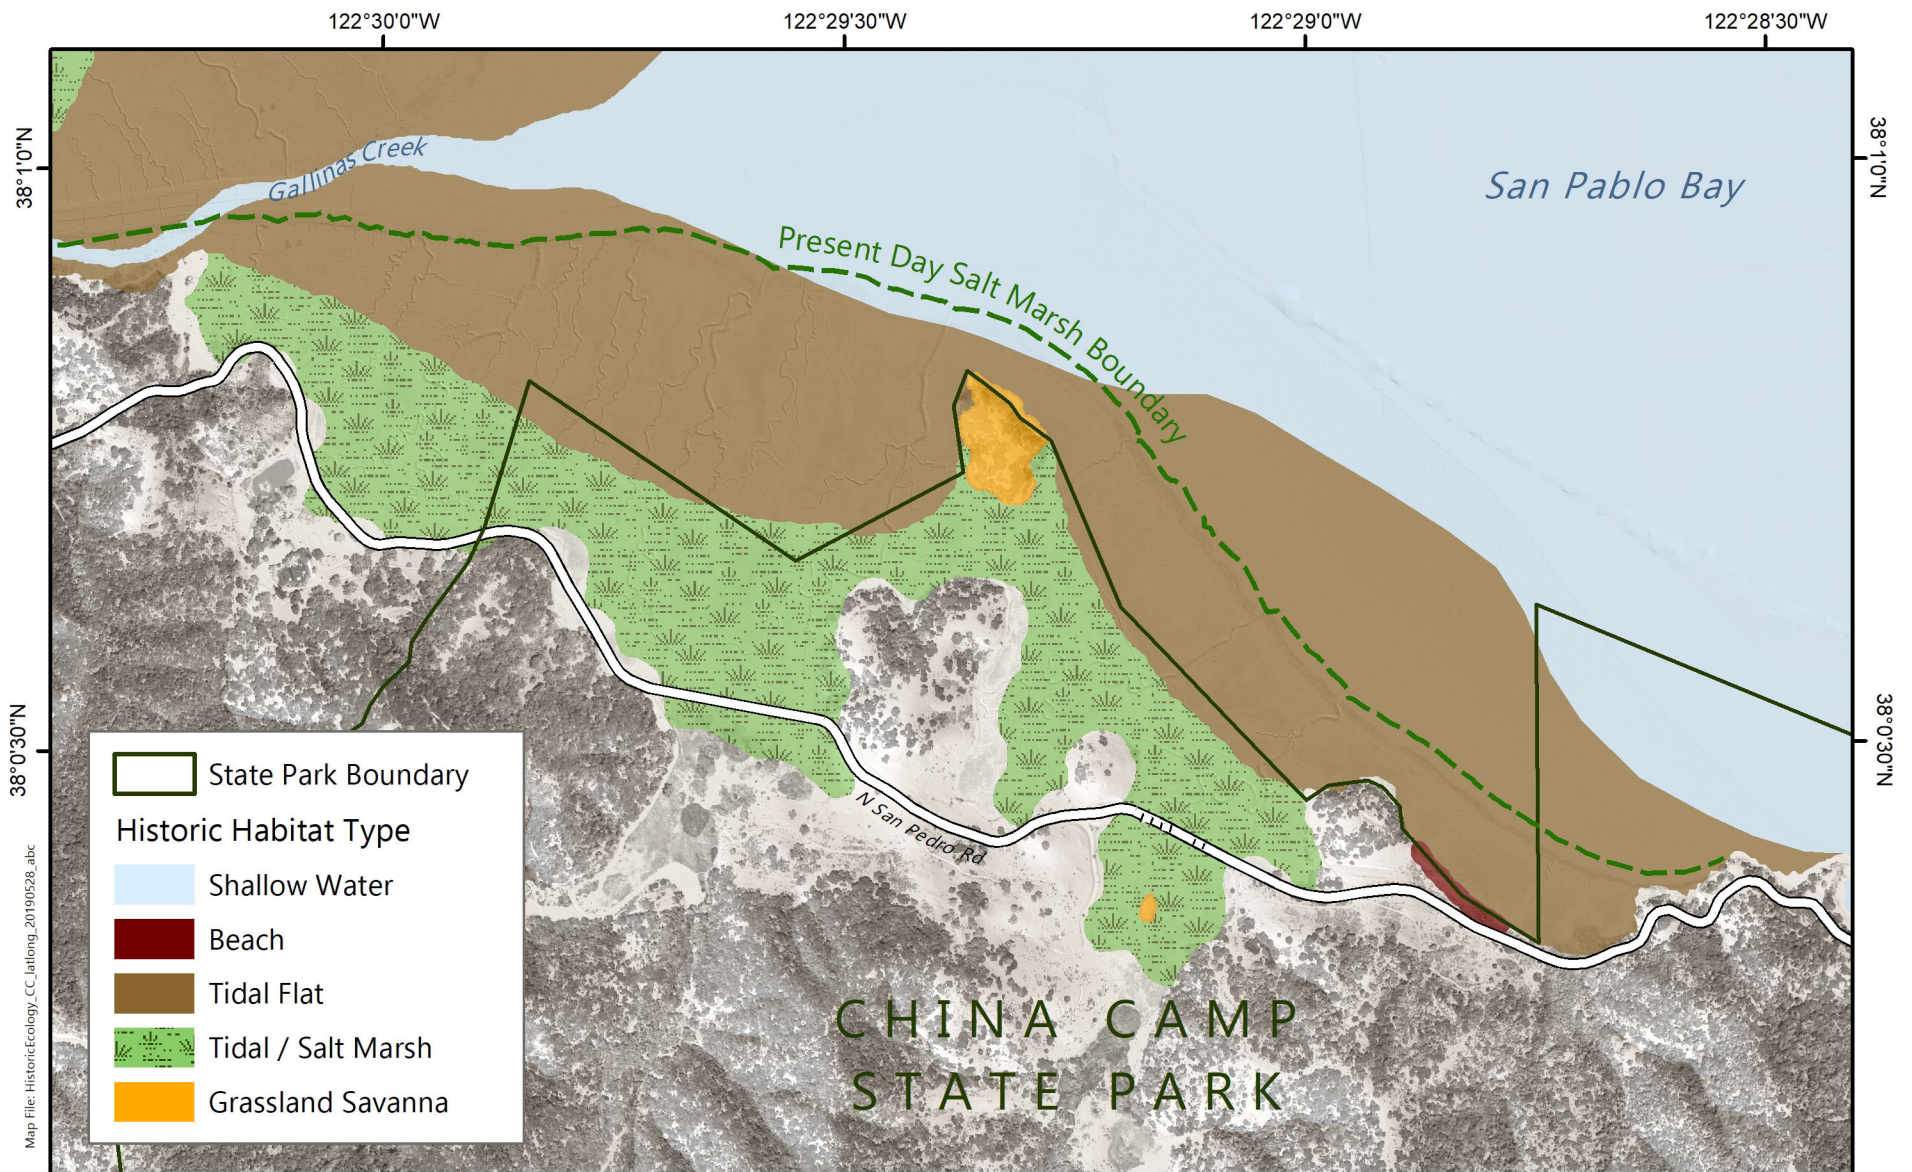 122°30'0"W
122°29'30"W
122°29'0"W
122°28'30"W
38°1'0"N
38°1'0"N
Gallinas Creek
San Pablo Bay
Present Day Salt Marsh Boundary
38°0'30"N
38°0'30"N
N San Pedro Rd
State Park Boundary
Historic Habitat Type
Shallow Water
Beach
Tidal Flat
Tidal / Salt Marsh
Grassland Savanna
CHINA CAMP
STATE PARK
Map File: HistoricEcology_CC_latlong_20190528_abc